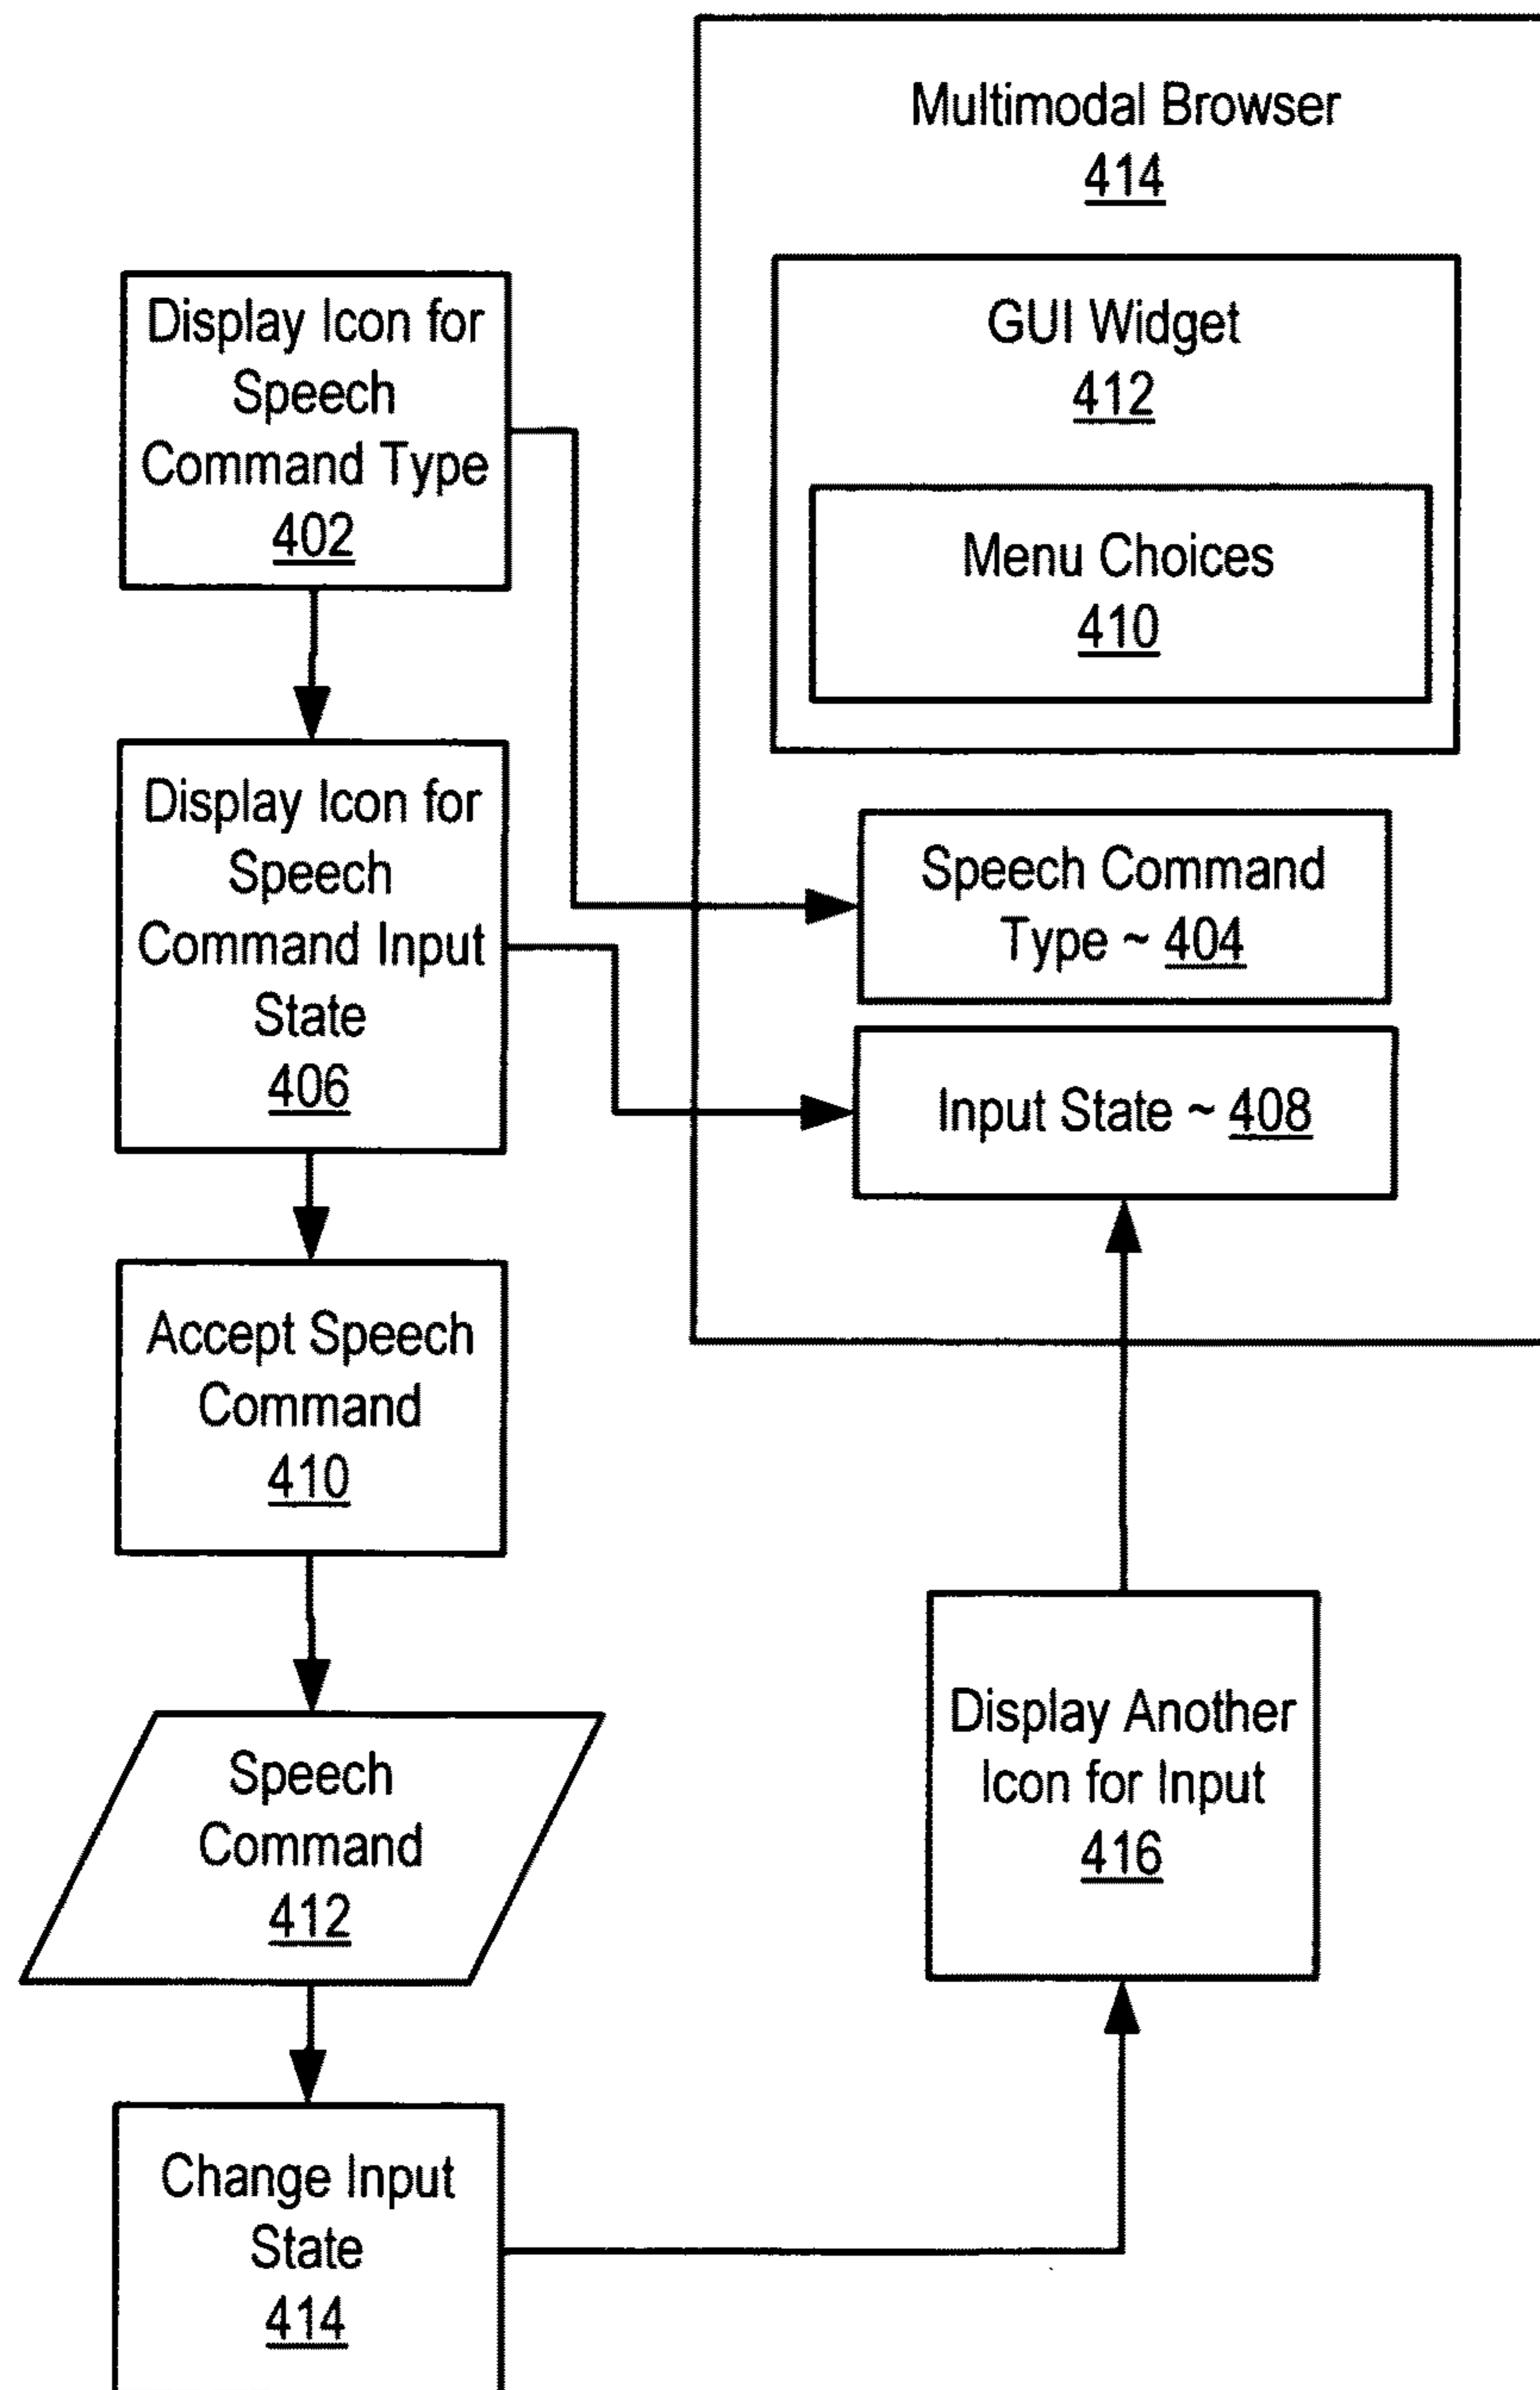 Multimodal Browser
414
GUI Widget
412
Menu Choices
410
Speech Command
Type ~ 404
Input State ~ 408
Display Icon for
Speech
Command Type
402
Display Icon for
Speech
Command Input
State
406
Accept Speech
Command
410
Speech
Command
412
Change Input
State
414
Display Another
Icon for Input
416